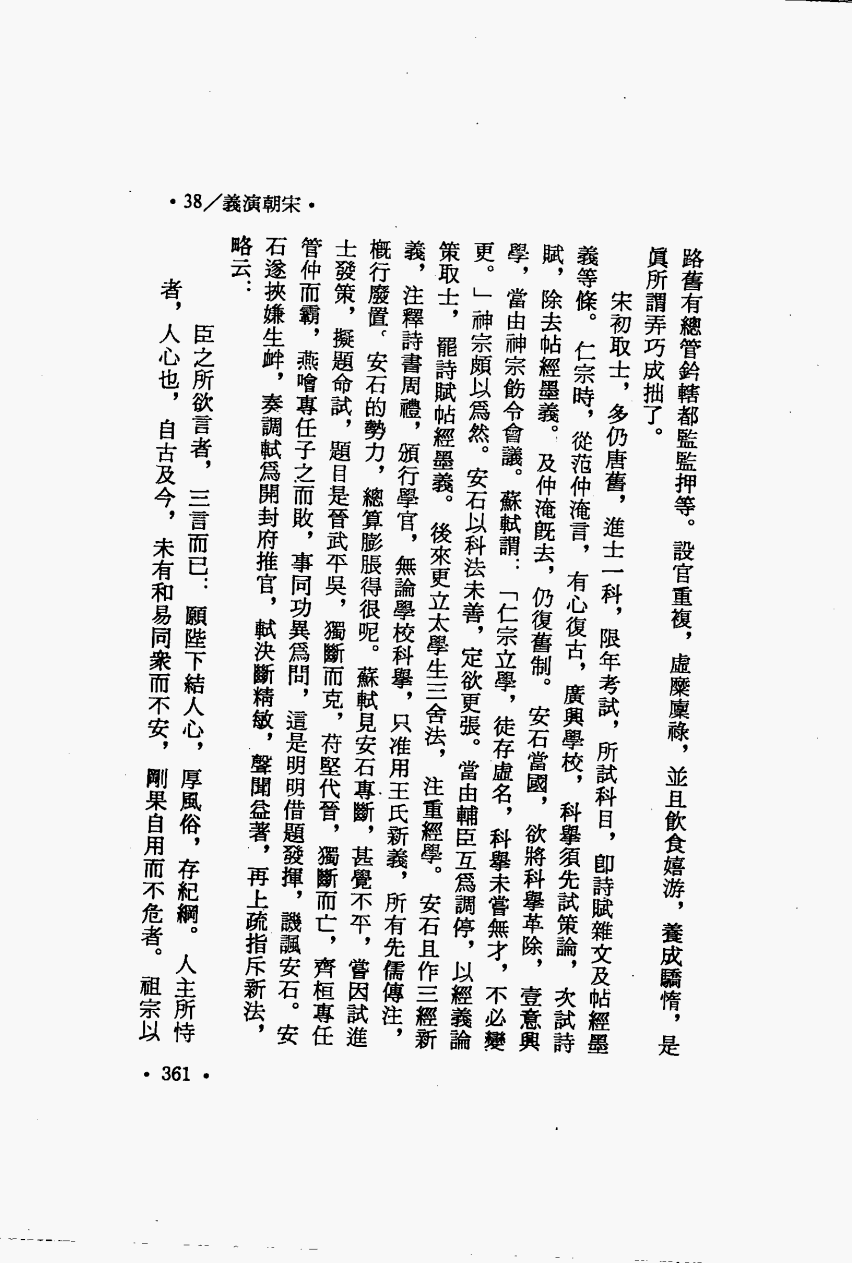 •38/義演朝宋•
路舊有總管鈐轄都監監押等。設官重複，虛糜廩祿，並且飲食嬉游，養成驕惰，是
眞所謂弄巧成拙了。
宋初取士，多仍唐舊，進士一科，限年考試，所試科目，卽詩賦雜文及帖經墨
義等條。仁宗時，從范仲淹言，有心復古，廣興學校，科擧須先試策論，次試詩
賦，除去帖經墨義。及仲淹旣去，仍復舊制。安石當國，欲將科擧革除，壹意興
學，當由神宗飭令會議。蘇軾謂：「仁宗立學，徒存虛名，科擧未嘗無才，不必變
更。」神宗頗以爲然。安石以科法未善，定欲更張。當由輔臣互爲調停，以經義論
策取士，罷詩賦帖經墨義。後來更立太學生三舍法，注重經學。安石且作三經新
義，注釋詩書周禮，頒行學官，無論學校科擧，只准用王氏新義，所有先儒傳注，
槪行廢置。安石的勢力，總算膨脹得很呢。蘇軾見安石專斷，甚覺不平，嘗因試進
士發策，擬題命試，題目是晉武平吳，獨斷而克，苻堅代晉，獨斷而亡，齊桓專任
管仲而霸，燕噲專任子之而敗，事同功異爲問，這是明明借題發揮，譏諷安石。安
石遂挾嫌生衅，奏調軾爲開封府推官，軾決斷精敏，聲聞益著，再上疏指斥新法，
略云：
臣之所欲言者，三言而已：願陛下結人心，厚風俗，存紀綱。人主所恃
者，人心也，自古及今，未有和易同衆而不安，剛果自用而不危者。祖宗以
•361•